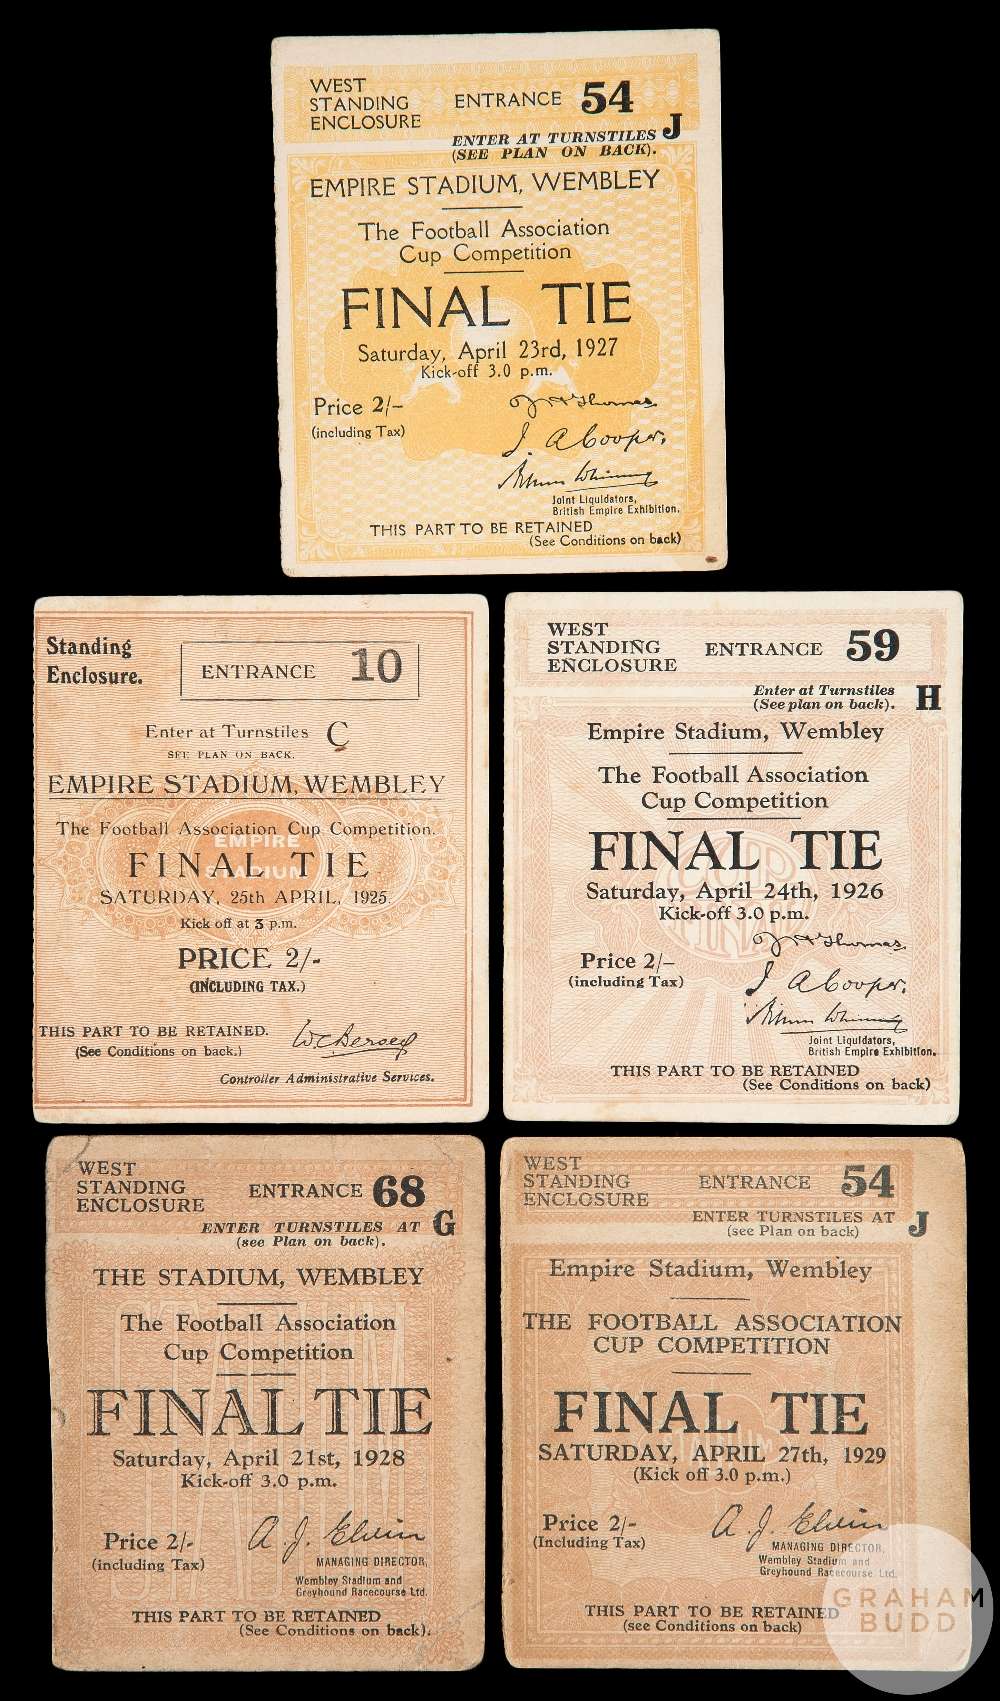 WEST
STANDING
ENCLOSURE
ENTRANCE 54
ENTER AT TURNSTILES J
(SEE PLAN ON BACK).
EMPIRE STADIUM, WEMBLEY
The Football Association
Cup Competition
FINAL TIE
Saturday, April 23rd, 1927
Kick-off 3.0 p.m.
Price 2/-
(including Tax)
J. A. Cooper.
Joint Liquidators,
British Empire Exhibition.
THIS PART TO BE RETAINED
(See Conditions on back)
Standing
Enclosure.
ENTRANCE 10
Enter at Turnstiles C
SEE PLAN ON BACK.
EMPIRE STADIUM, WEMBLEY
The Football Association Cup Competition.
EMPIRE
STADIUM
FINAL TIE
SATURDAY, 25th APRIL, 1925.
Kick off at 3 p.m.
PRICE 2/-
(INCLUDING TAX.)
THIS PART TO BE RETAINED.
(See Conditions on back.)
Controller Administrative Services.
WEST
STANDING
ENCLOSURE
ENTRANCE 59
Enter at Turnstiles H
(See plan on back).
Empire Stadium, Wembley
The Football Association
Cup Competition
CUP
FINAL
FINAL TIE
Saturday, April 24th, 1926
Kick-off 3.0 p.m.
Price 2/-
(including Tax)
J. A. Cooper.
Joint Liquidators,
British Empire Exhibition.
THIS PART TO BE RETAINED
(See Conditions on back)
WEST
STANDING
ENCLOSURE
ENTRANCE 68
ENTER TURNSTILES AT G
(see Plan on back).
THE STADIUM, WEMBLEY
The Football Association
Cup Competition
FINAL TIE
Saturday, April 21st, 1928
Kick-off 3.0 p.m.
Price 2/-
(including Tax)
A. J. Elvin
MANAGING DIRECTOR,
Wembley Stadium and
Greyhound Racecourse Ltd.
THIS PART TO BE RETAINED
(See Conditions on back).
WEST
STANDING
ENCLOSURE
ENTRANCE 54
ENTER TURNSTILES AT J
(see Plan on back)
Empire Stadium, Wembley
THE FOOTBALL ASSOCIATION
CUP COMPETITION
FINAL TIE
SATURDAY, APRIL 27th, 1929
(Kick off 3.0 p.m.)
Price 2/-
(Including Tax)
A. J. Elvin
MANAGING DIRECTOR,
Wembley Stadium and
Greyhound Racecourse Ltd.
THIS PART TO BE RETAINED
(see Conditions on back)
GRAHAM
BUDD